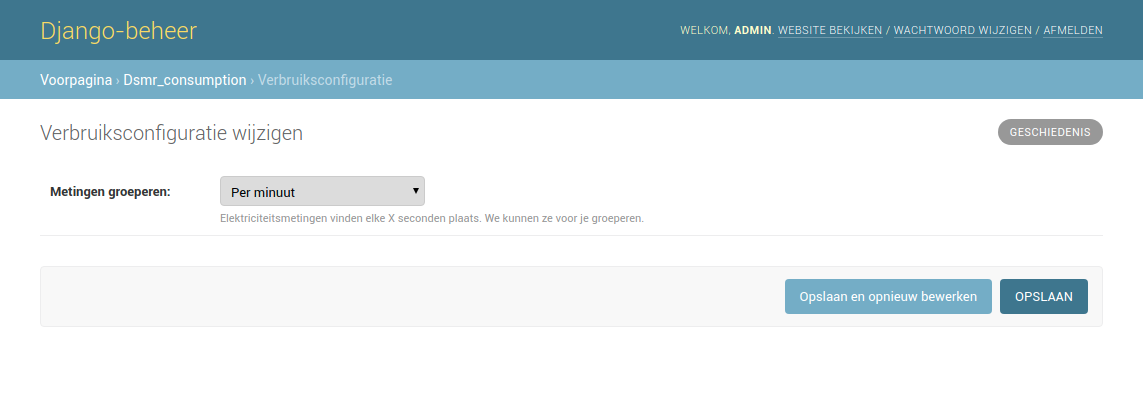 Django-beheer
WELKOM, ADMIN. WEBSITE BEKIJKEN / WACHTWOORD WIJZIGEN / AFMELDEN
Voorpagina › Dsmr_consumption › Verbruiksconfiguratie
Verbruiksconfiguratie wijzigen
GESCHIEDENIS
Metingen groeperen:
Per minuut
Elektriciteitsmetingen vinden elke X seconden plaats. We kunnen ze voor je groeperen.
Opslaan en opnieuw bewerken
OPSLAAN